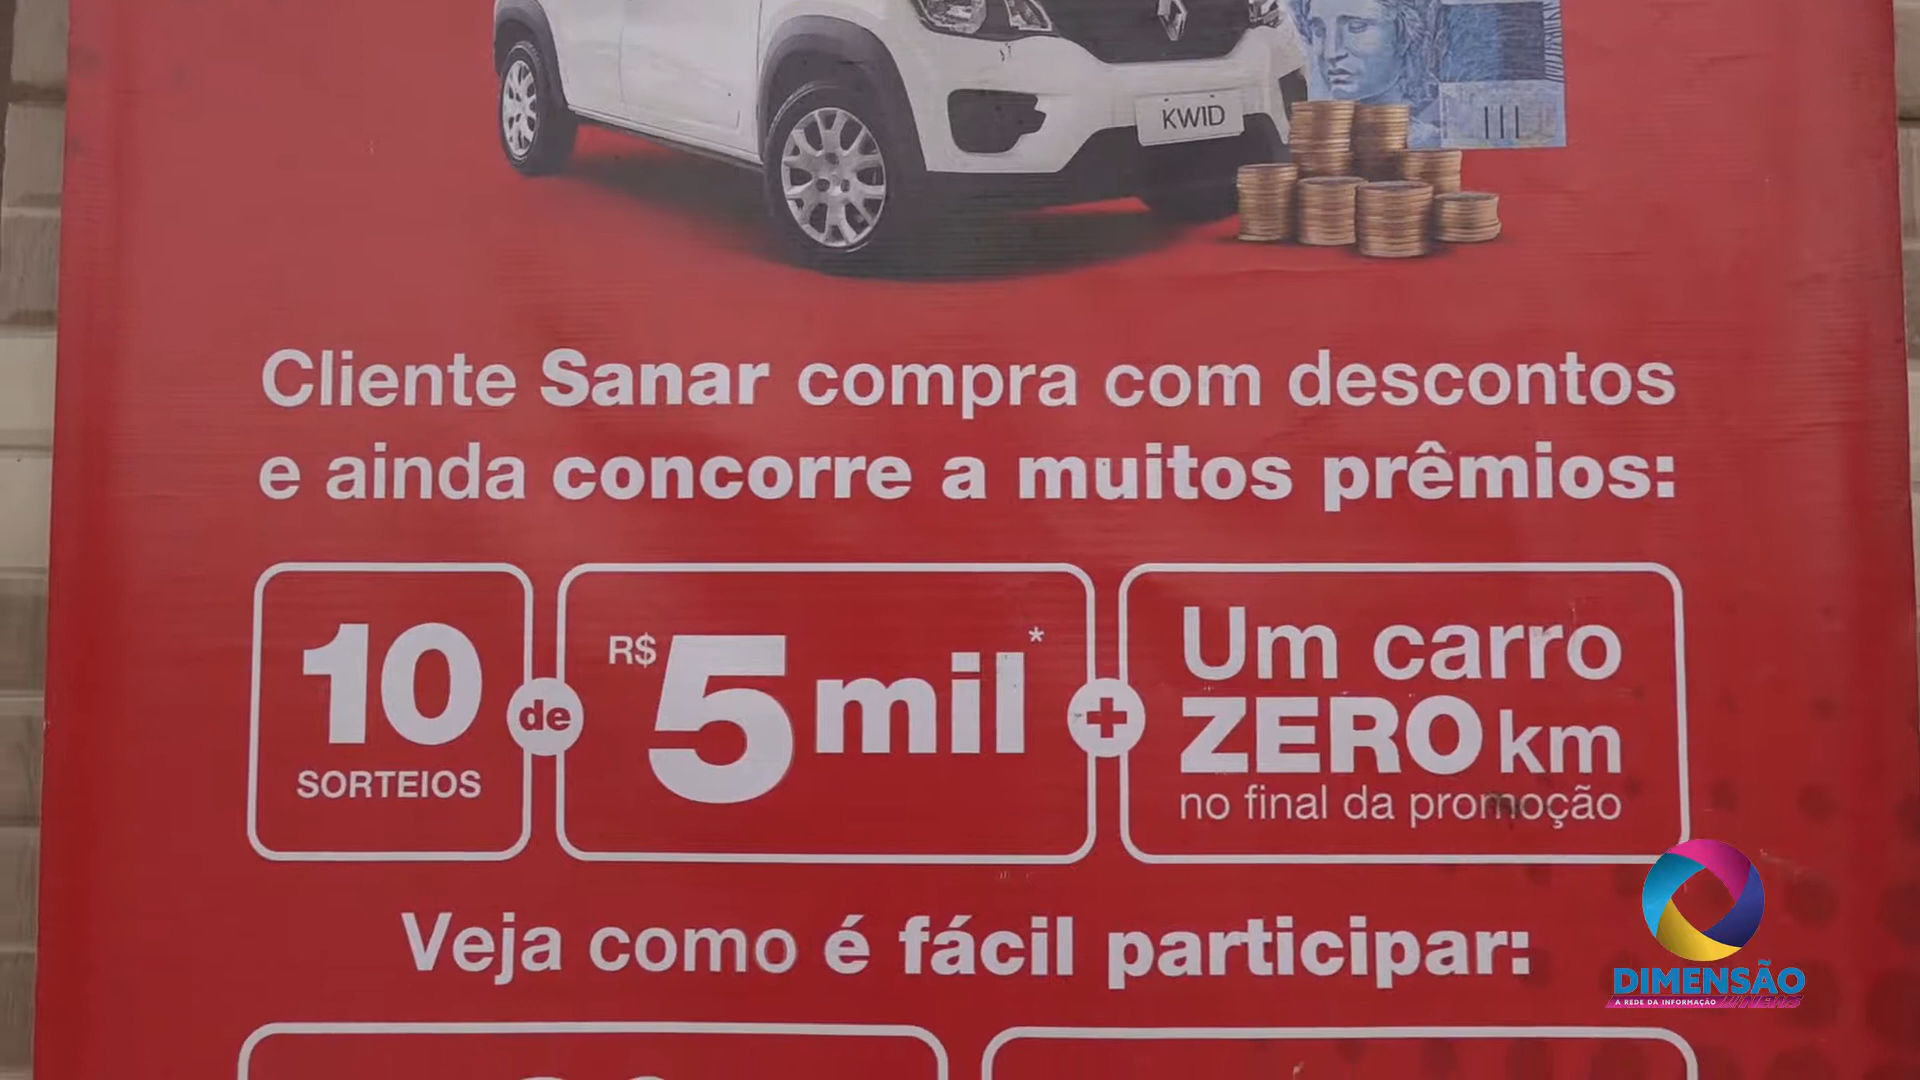 KWID
Cliente Sanar compra com descontos
e ainda concorre a muitos prêmios:
10
SORTEIOS
de
R$ 5 mil*
+
Um carro
ZERO km
no final da promoção
Veja como é fácil participar:
DIMENSÃO
A REDE DA INFORMAÇÃO NEWS